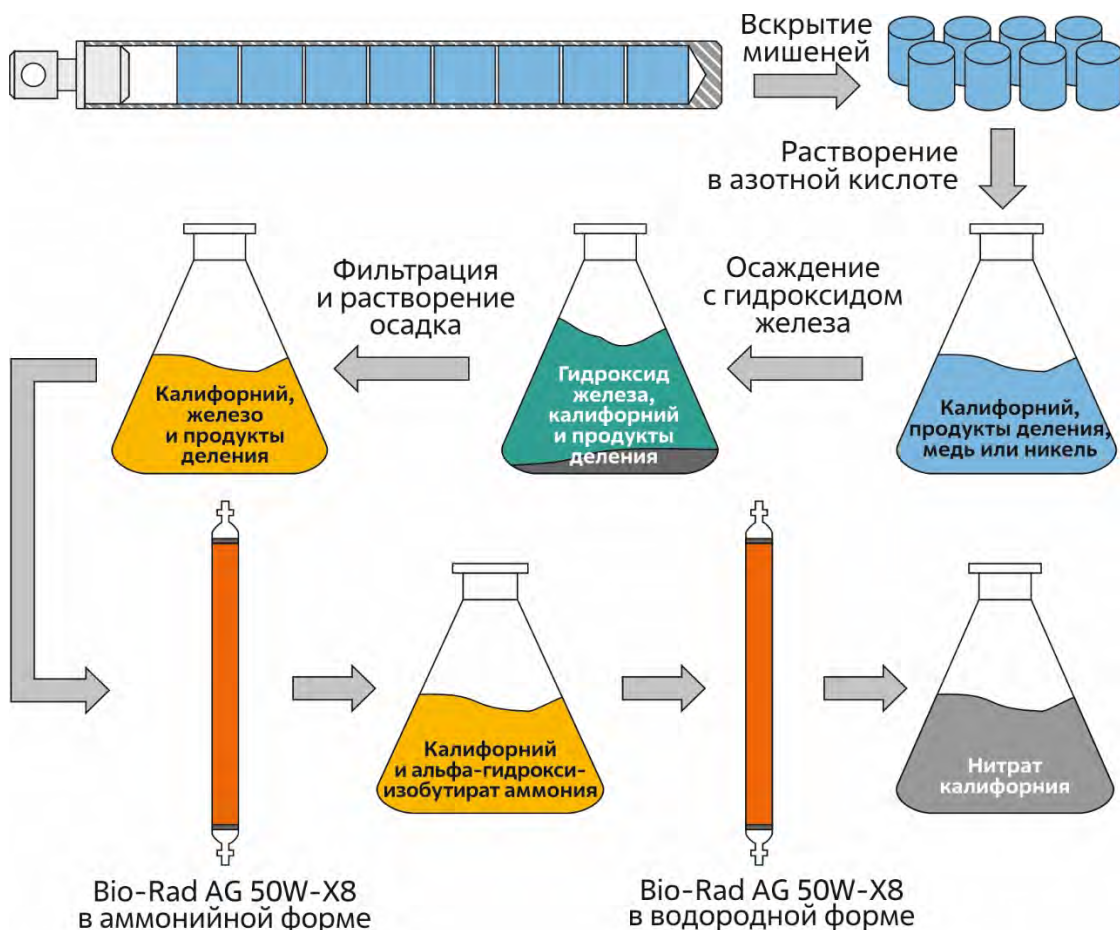 Вскрытие
мишеней
Растворение
в азотной кислоте
Калифорний,
продукты деления,
медь или никель
Осаждение
с гидроксидом
железа
Гидроксид
железа,
калифорний
и продукты
деления
Фильтрация
и растворение
осадка
Калифорний,
железо
и продукты
деления
Bio-Rad AG 50W-X8
в аммонийной форме
Калифорний
и альфа-гидрокси-
изобутират аммония
Bio-Rad AG 50W-X8
в водородной форме
Нитрат
калифорния